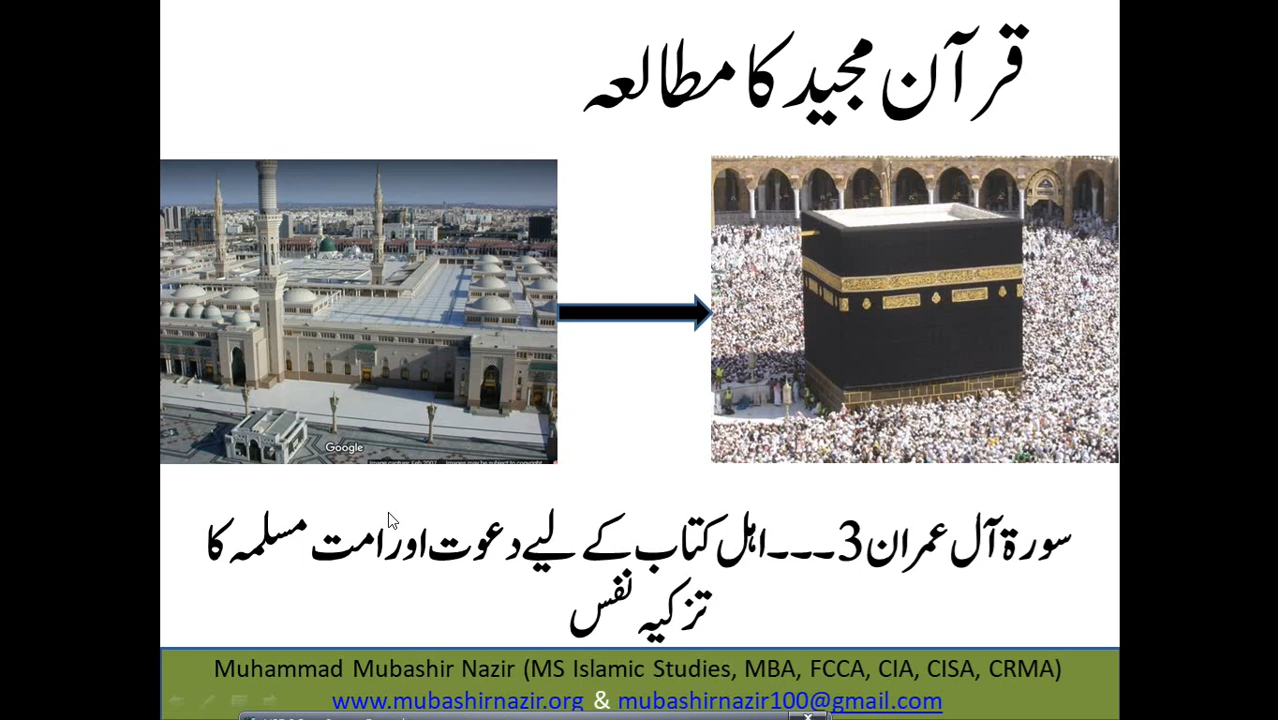 قرآن مجید کا مطالعہ
Google
سورۃ آل عمران 3۔۔۔اہل کتاب کے لیے دعوت اور امت مسلمہ کا
تزکیہ نفس
Muhammad Mubashir Nazir (MS Islamic Studies, MBA, FCCA, CIA, CISA, CRMA)
www.mubashirnazir.org & mubashirnazir100@gmail.com